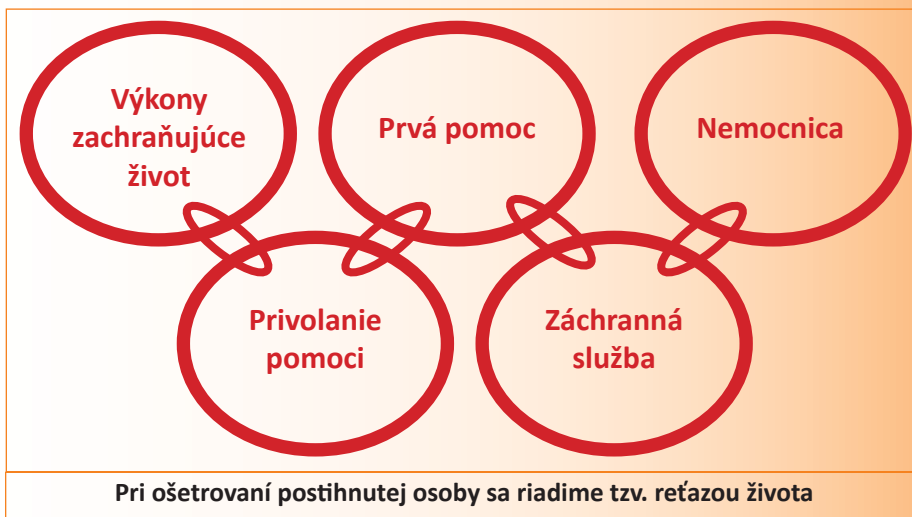 Výkony
zachraňujúce
život
Privolanie
pomoci
Prvá pomoc
Záchranná
služba
Nemocnica
Pri ošetrovaní postihnutej osoby sa riadime tzv. reťazou života